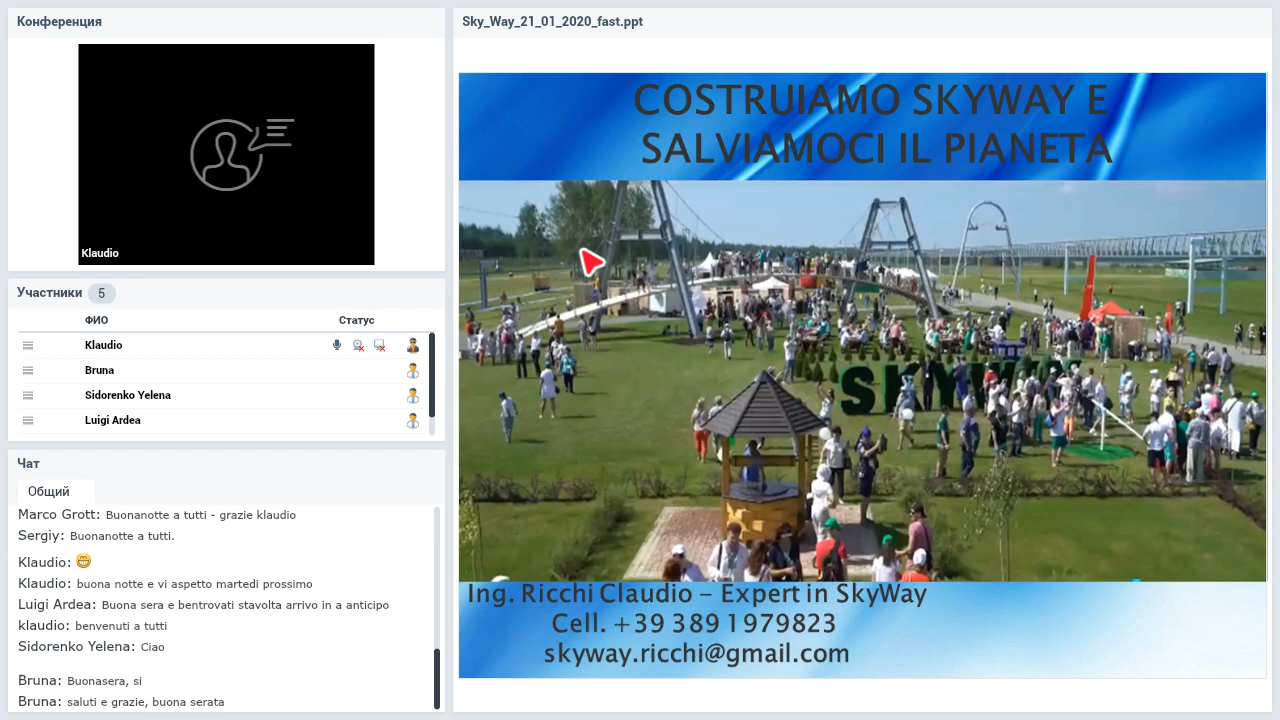 Конференция
Klaudio
Участники 5
ФИО Статус
Klaudio
Bruna
Sidorenko Yelena
Luigi Ardea
Чат
Общий
Marco Grott: Buonanotte a tutti - grazie klaudio
Sergiy: Buonanotte a tutti.
Klaudio:
Klaudio: buona notte e vi aspetto martedi prossimo
Luigi Ardea: Buona sera e bentrovati stavolta arrivo in a anticipo
klaudio: benvenuti a tutti
Sidorenko Yelena: Ciao
Bruna: Buonasera, si
Bruna: saluti e grazie, buona serata
Sky_Way_21_01_2020_fast.ppt
COSTRUIAMO SKYWAY E
SALVIAMOCI IL PIANETA
SKYWAY
Ing. Ricchi Claudio – Expert in SkyWay
Cell. +39 389 1979823
skyway.ricchi@gmail.com